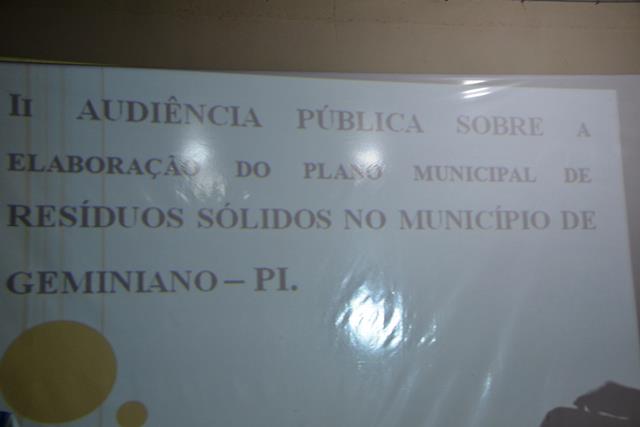 II AUDIÊNCIA PÚBLICA SOBRE A
ELABORAÇÃO DO PLANO MUNICIPAL DE
RESÍDUOS SÓLIDOS NO MUNICÍPIO DE
GEMINIANO – PI.